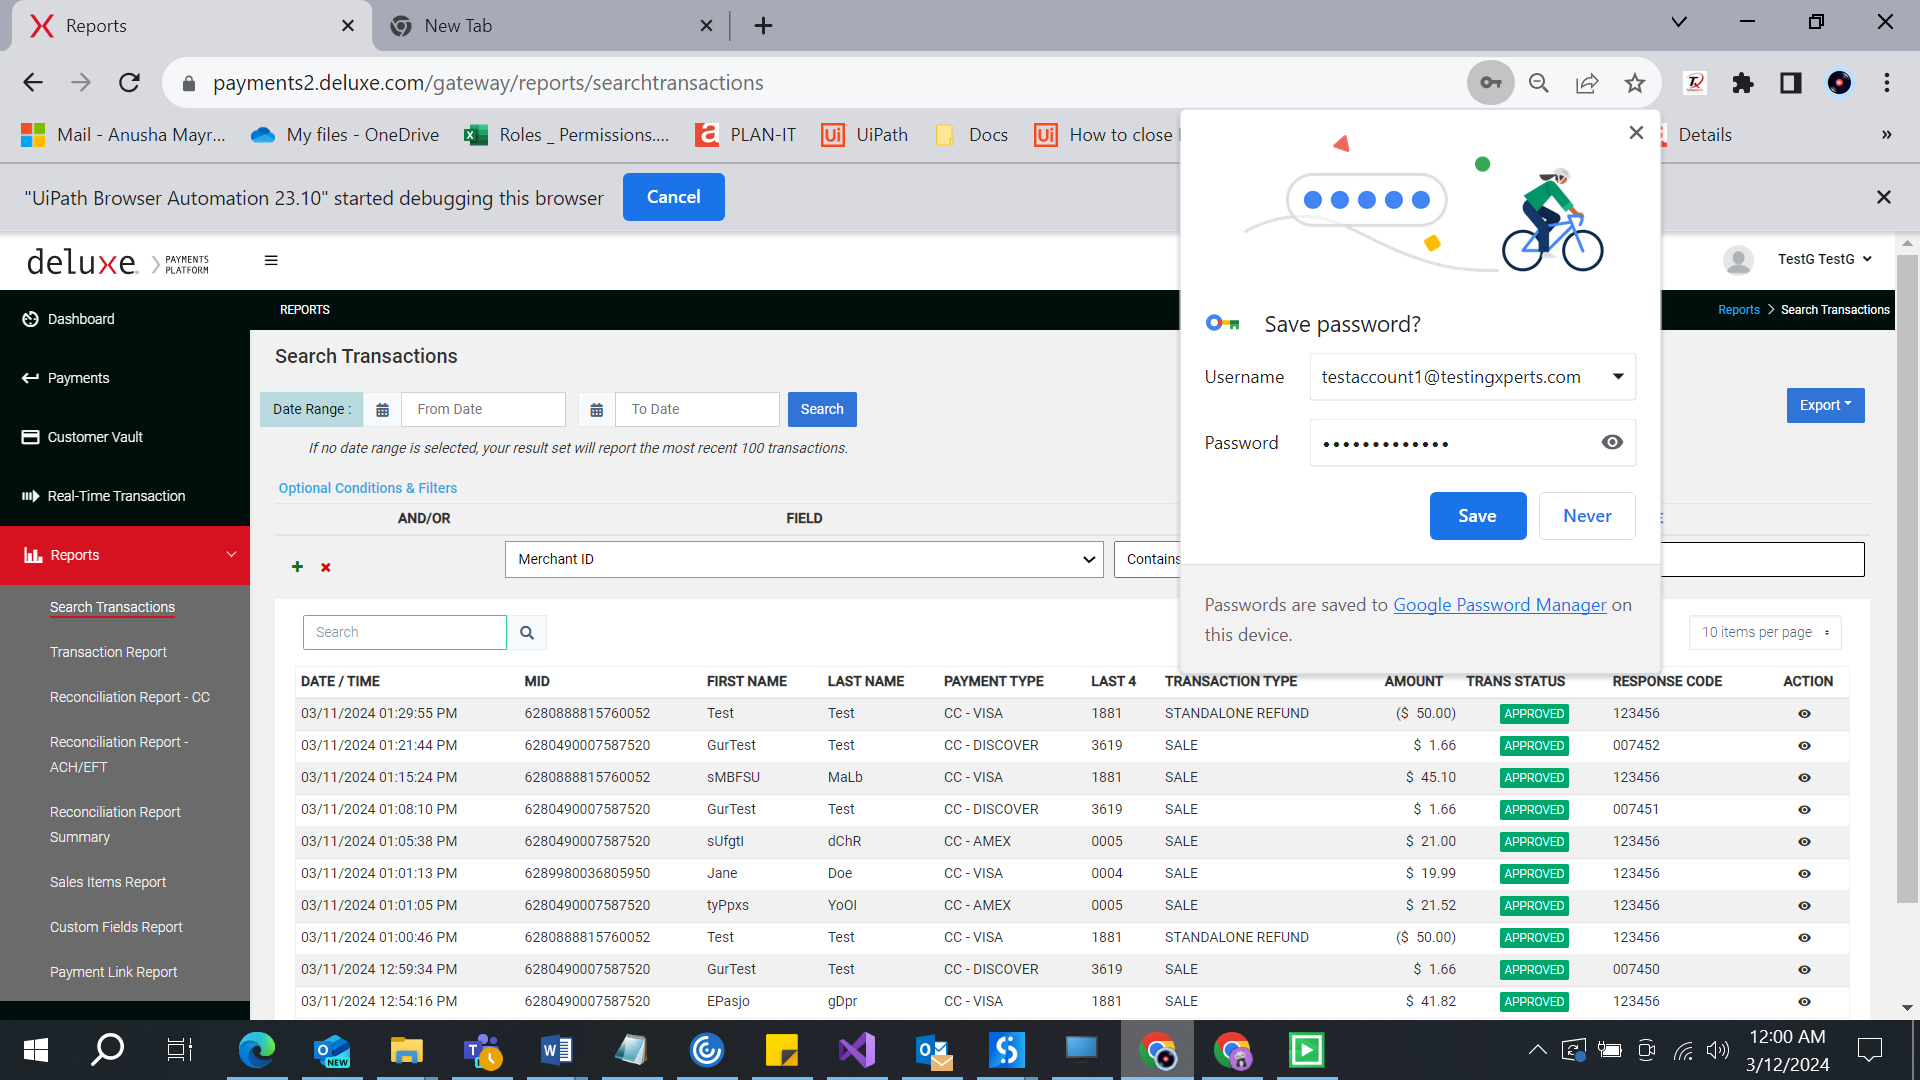 Reports
New Tab
payments2.deluxe.com/gateway/reports/searchtransactions
Mail - Anusha Mayr...
My files - OneDrive
Roles _ Permissions....
PLAN-IT
UiPath
Docs
How to close
Details
»
"UiPath Browser Automation 23.10" started debugging this browser
Cancel
deluxe. PAYMENTS PLATFORM
TestG TestG
Dashboard
Payments
Customer Vault
Real-Time Transaction
Reports
Search Transactions
Transaction Report
Reconciliation Report - CC
Reconciliation Report -
ACH/EFT
Reconciliation Report
Summary
Sales Items Report
Custom Fields Report
Payment Link Report
REPORTS
Reports > Search Transactions
Search Transactions
Date Range :
From Date
To Date
Search
Export
If no date range is selected, your result set will report the most recent 100 transactions.
Optional Conditions & Filters
AND/OR FIELD
Merchant ID
Contains
Save password?
Username testaccount1@testingxperts.com
Password •••••••••••••
Save
Never
Passwords are saved to Google Password Manager on
this device.
Search
10 items per page
DATE / TIME MID FIRST NAME LAST NAME PAYMENT TYPE LAST 4 TRANSACTION TYPE AMOUNT TRANS STATUS RESPONSE CODE ACTION
03/11/2024 01:29:55 PM 6280888815760052 Test Test CC - VISA 1881 STANDALONE REFUND ($ 50.00) APPROVED 123456
03/11/2024 01:21:44 PM 6280490007587520 GurTest Test CC - DISCOVER 3619 SALE $ 1.66 APPROVED 007452
03/11/2024 01:15:24 PM 6280888815760052 sMBFSU MaLb CC - VISA 1881 SALE $ 45.10 APPROVED 123456
03/11/2024 01:08:10 PM 6280490007587520 GurTest Test CC - DISCOVER 3619 SALE $ 1.66 APPROVED 007451
03/11/2024 01:05:38 PM 6280490007587520 sUfgtI dChR CC - AMEX 0005 SALE $ 21.00 APPROVED 123456
03/11/2024 01:01:13 PM 6289980036805950 Jane Doe CC - VISA 0004 SALE $ 19.99 APPROVED 123456
03/11/2024 01:01:05 PM 6280490007587520 tyPpxs YoOI CC - AMEX 0005 SALE $ 21.52 APPROVED 123456
03/11/2024 01:00:46 PM 6280888815760052 Test Test CC - VISA 1881 STANDALONE REFUND ($ 50.00) APPROVED 123456
03/11/2024 12:59:34 PM 6280490007587520 GurTest Test CC - DISCOVER 3619 SALE $ 1.66 APPROVED 007450
03/11/2024 12:54:16 PM 6280490007587520 EPasjo gDpr CC - VISA 1881 SALE $ 41.82 APPROVED 123456
NEW
12:00 AM
3/12/2024